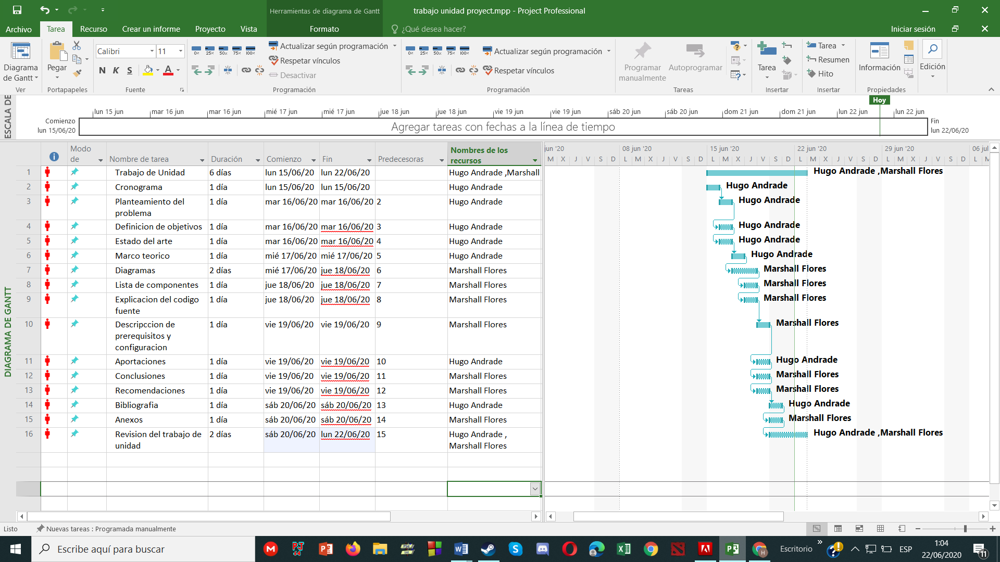 Herramientas de diagrama de Gantt
trabajo unidad proyect.mpp - Project Professional
Archivo Tarea Recurso Crear un informe Proyecto Vista Formato ¿Qué desea hacer? Iniciar sesión
Diagrama de Gantt
Ver
Pegar
Portapapeles
Calibri 11
N K S A
Fuente
0% 25% 50% 75% 100%
Actualizar según programación
Respetar vínculos
Desactivar
Programación
0% 25% 50% 75% 100%
Actualizar según programación
Respetar vínculos
Programación
Programar manualmente
Autoprogramar
Tareas
Tarea
Insertar
Tarea
Resumen
Hito
Insertar
Información
Propiedades
Edición
ESCALA DE
Hoy
lun 15 jun mar 16 jun mar 16 jun mié 17 jun mié 17 jun jue 18 jun jue 18 jun vie 19 jun vie 19 jun sáb 20 jun sáb 20 jun dom 21 jun dom 21 jun lun 22 jun lun 22 jun
Comienzo
lun 15/06/20
Agregar tareas con fechas a la línea de tiempo
Fin
lun 22/06/20
DIAGRAMA DE GANTT
Modo de Nombre de tarea Duración Comienzo Fin Predecesoras Nombres de los recursos
jun '20 08 jun '20 15 jun '20 22 jun '20 29 jun '20 06 jul
M X J V S D L M X J V S D L M X J V S D L M X J V S D L M X J V S D L M
1 Trabajo de Unidad 6 días lun 15/06/20 lun 22/06/20 Hugo Andrade ,Marshall
2 Cronograma 1 día lun 15/06/20 lun 15/06/20 Hugo Andrade
3 Planteamiento del problema 1 día mar 16/06/20 mar 16/06/20 2 Hugo Andrade
4 Definicion de objetivos 1 día mar 16/06/20 mar 16/06/20 3 Hugo Andrade
5 Estado del arte 1 día mar 16/06/20 mar 16/06/20 4 Hugo Andrade
6 Marco teorico 1 día mié 17/06/20 mié 17/06/20 5 Hugo Andrade
7 Diagramas 2 días mié 17/06/20 jue 18/06/20 6 Marshall Flores
8 Lista de componentes 1 día jue 18/06/20 jue 18/06/20 7 Marshall Flores
9 Explicacion del codigo fuente 1 día jue 18/06/20 jue 18/06/20 8 Marshall Flores
10 Descripccion de prerequisitos y configuracion 1 día vie 19/06/20 vie 19/06/20 9 Marshall Flores
11 Aportaciones 1 día vie 19/06/20 vie 19/06/20 10 Hugo Andrade
12 Conclusiones 1 día vie 19/06/20 vie 19/06/20 11 Marshall Flores
13 Recomendaciones 1 día vie 19/06/20 vie 19/06/20 12 Marshall Flores
14 Bibliografia 1 día sáb 20/06/20 sáb 20/06/20 13 Hugo Andrade
15 Anexos 1 día sáb 20/06/20 sáb 20/06/20 14 Marshall Flores
16 Revision del trabajo de unidad 2 días sáb 20/06/20 lun 22/06/20 15 Hugo Andrade , Marshall Flores
Hugo Andrade ,Marshall Flores
Hugo Andrade
Hugo Andrade
Hugo Andrade
Hugo Andrade
Hugo Andrade
Marshall Flores
Marshall Flores
Marshall Flores
Marshall Flores
Hugo Andrade
Marshall Flores
Marshall Flores
Hugo Andrade
Marshall Flores
Hugo Andrade ,Marshall Flores
Listo Nuevas tareas : Programada manualmente
Escribe aquí para buscar
Escritorio
ESP
1:04
22/06/2020
11